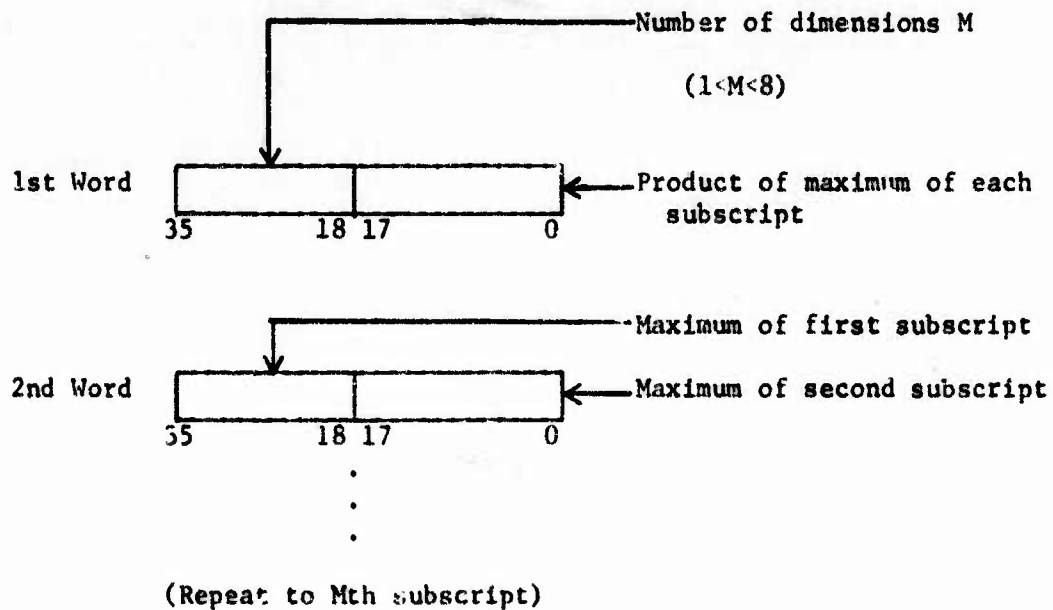 Number of dimensions M
(1<M<8)
1st Word
Product of maximum of each
subscript
35 18 17 0
Maximum of first subscript
2nd Word
Maximum of second subscript
35 18 17 0
.
.
.
(Repeat to Mth subscript)